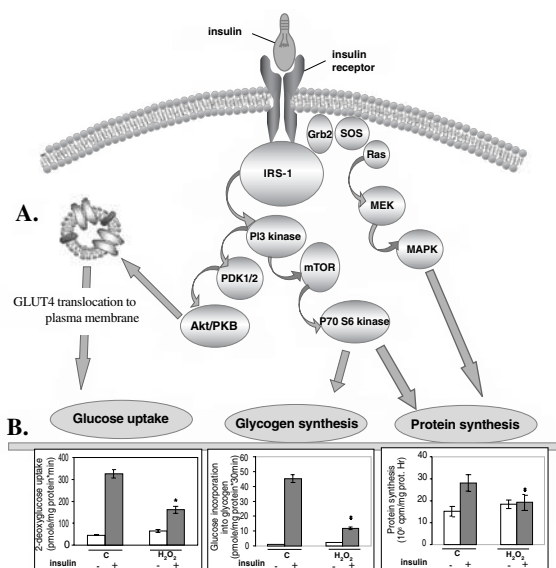 insulin
insulin
receptor
Grb2
SOS
Ras
IRS-1
MEK
A.
PI3 kinase
MAPK
mTOR
PDK1/2
GLUT4 translocation to
plasma membrane
Akt/PKB
P70 S6 kinase
B.
Glucose uptake
Glycogen synthesis
Protein synthesis
2-deoxyglucose uptake
(pmole/mg protein*min)
400
300
200
100
0
*
C
H2O2
insulin - + - +
Glucose incorporation
into glycogen
(pmole/mg protein*30min)
60
50
40
30
20
10
0
C
H2O2
insulin - + - +
Protein synthesis
(10⁶ cpm/mg prot. Hr)
40
30
20
10
0
C
H2O2
insulin - + - +